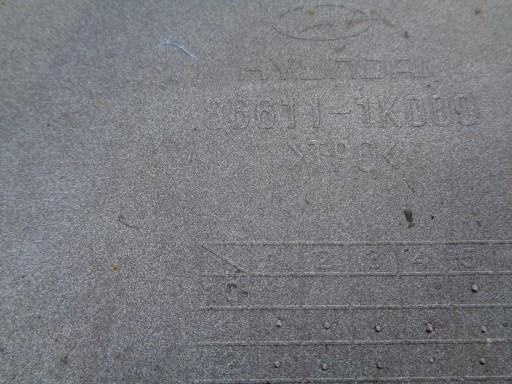 HYUNDAI
86611-1K000
>TPO<
1 2 3 4 5